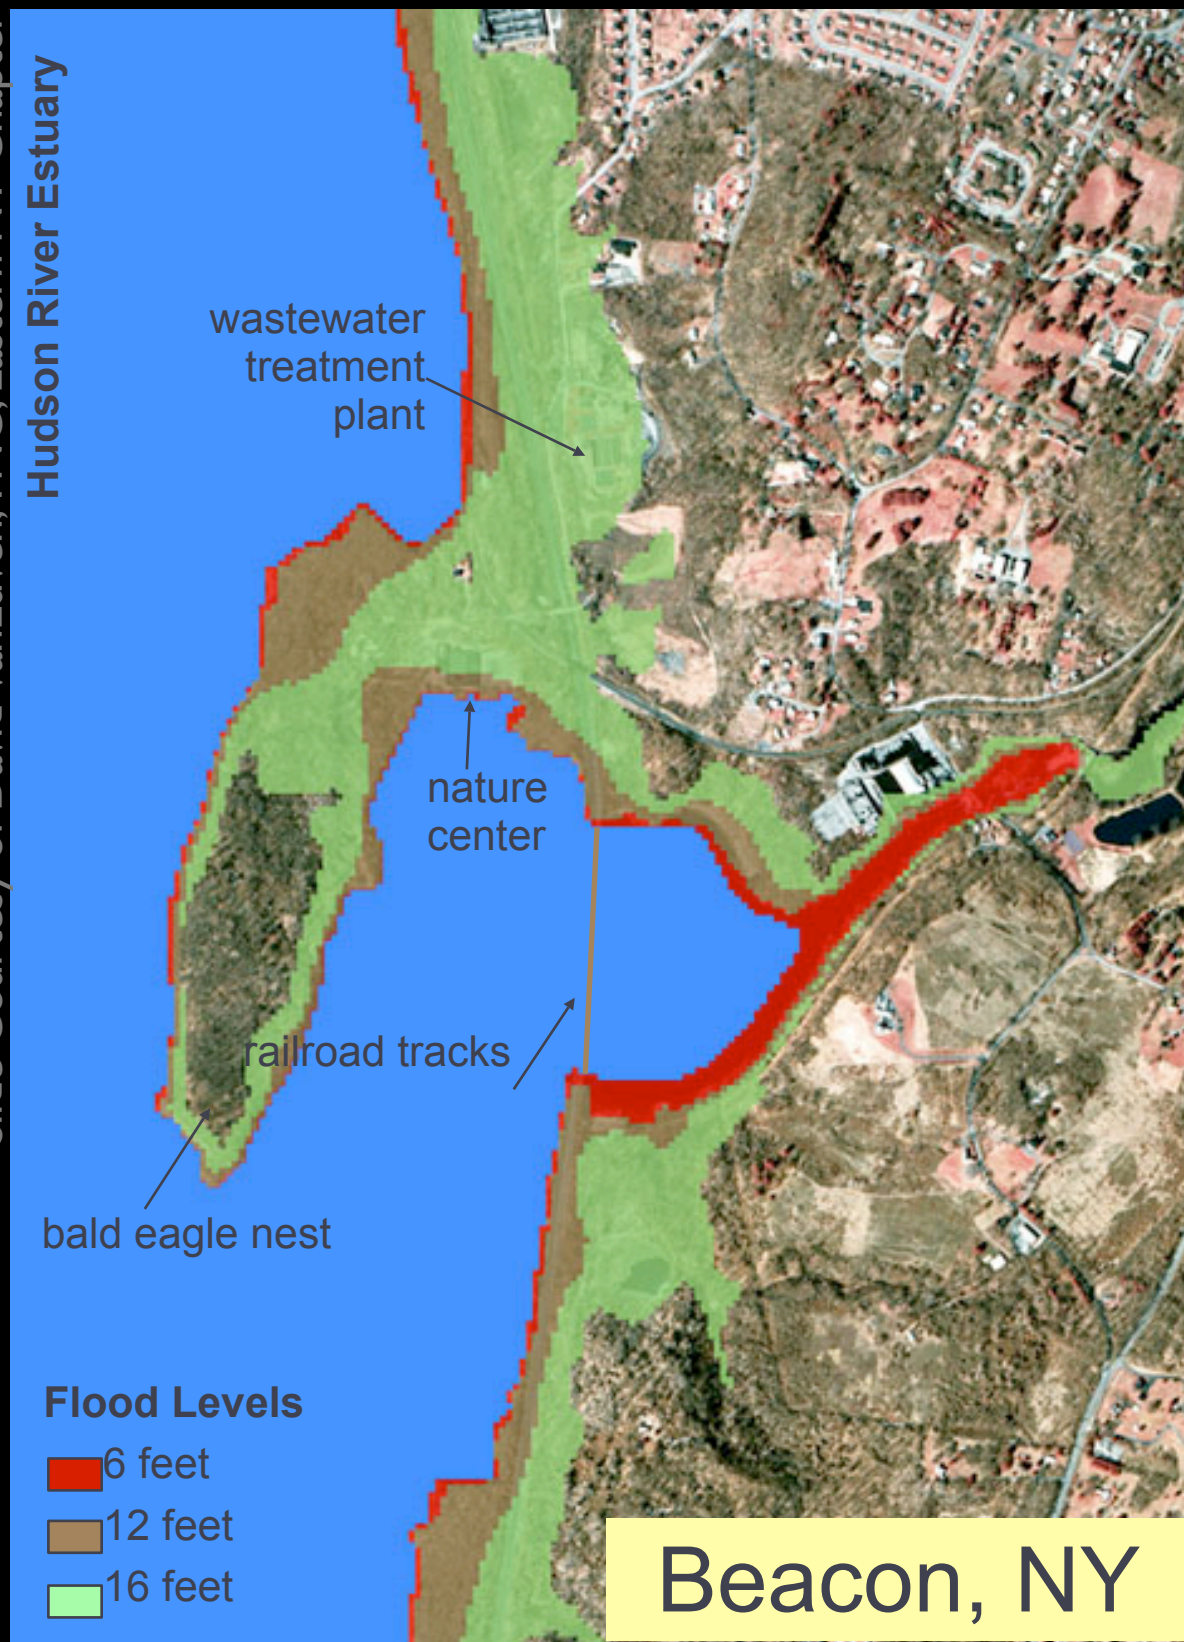 Hudson River Estuary
wastewater
treatment
plant
nature
center
railroad tracks
bald eagle nest
Flood Levels
6 feet
12 feet
16 feet
Beacon, NY